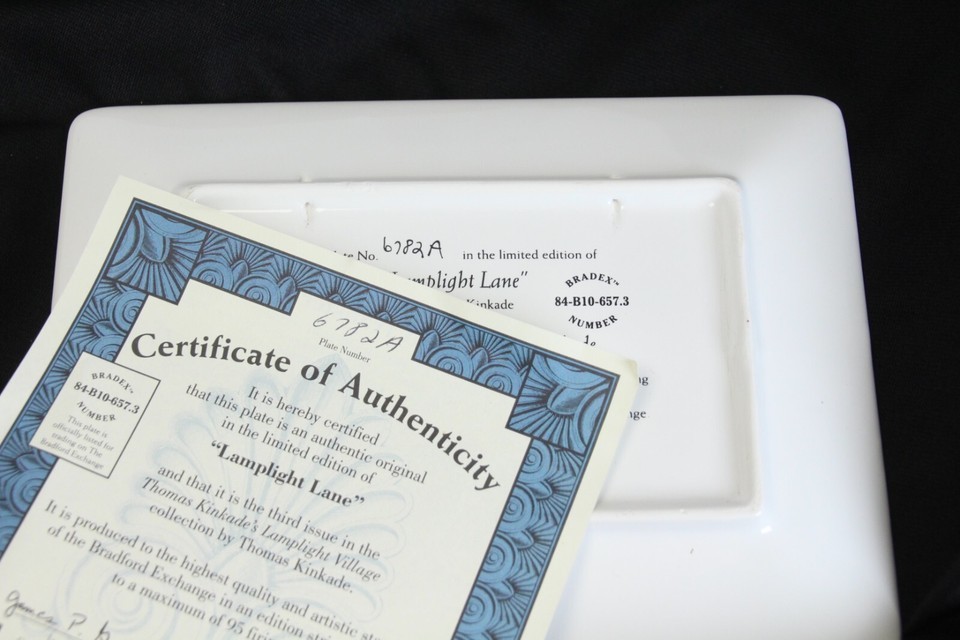 No. 6782A in the limited edition of
Lamplight Lane"
Kinkade
BRADEX™
84-B10-657.3
NUMBER
6782A
Plate Number
Certificate of Authenticity
BRADEX™
84-B10-657.3
NUMBER
This plate is
officially listed for
trading on The
Bradford Exchange
It is hereby certified
that this plate is an authentic original
in the limited edition of
“Lamplight Lane”
and that it is the third issue in the
Thomas Kinkade's Lamplight Village
collection by Thomas Kinkade.
It is produced to the highest quality and artistic
of the Bradford Exchange in an edition
to a maximum of 95
James P.